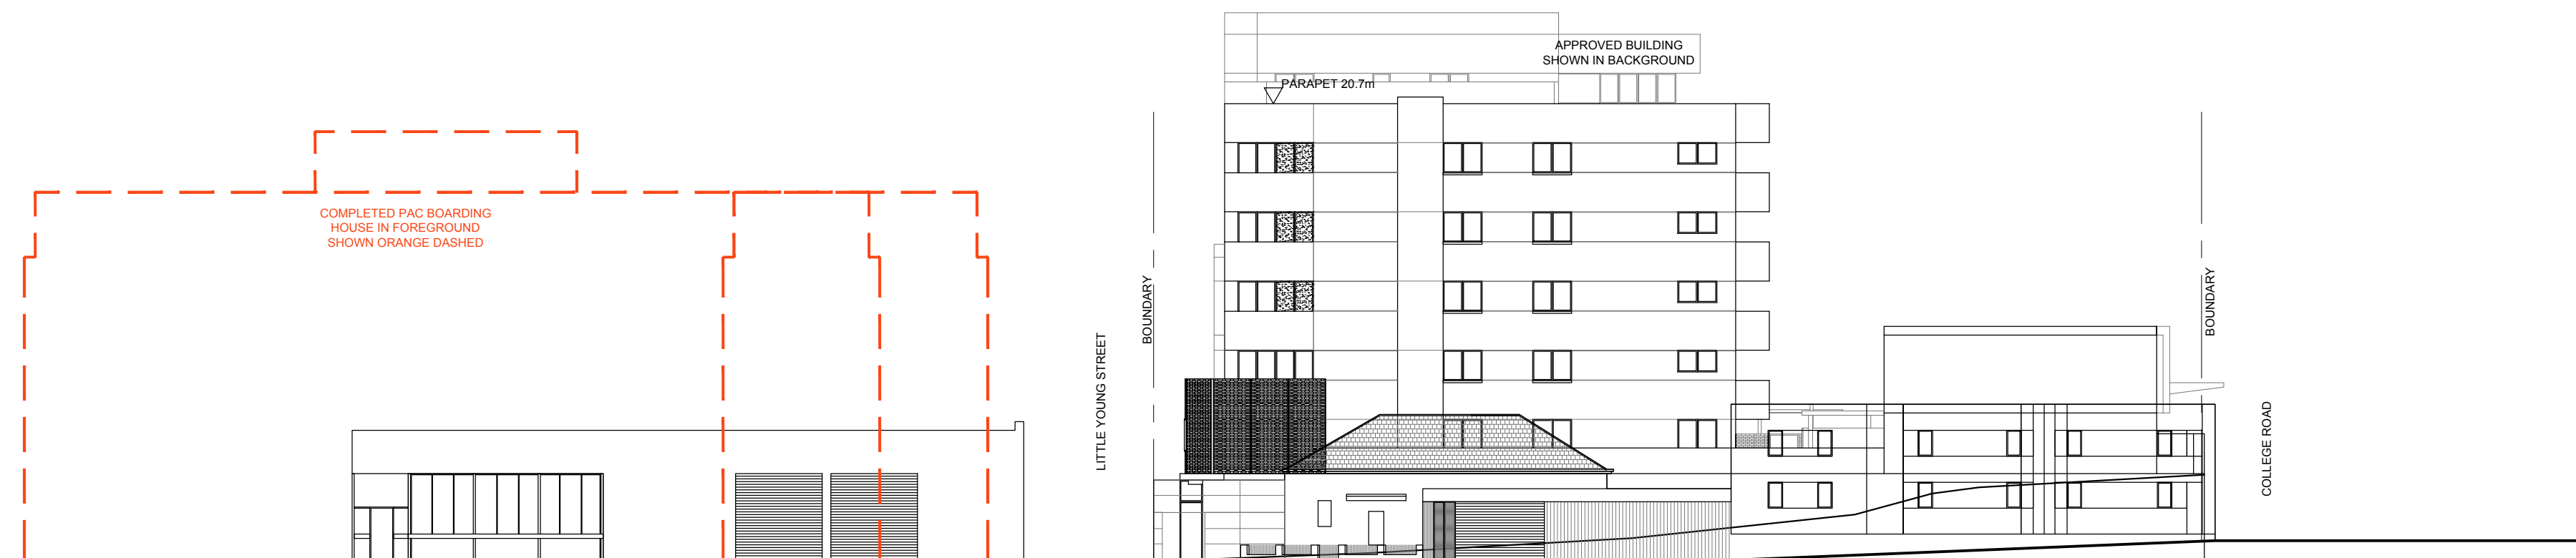 APPROVED BUILDING
SHOWN IN BACKGROUND
PARAPET 20.7m
COMPLETED PAC BOARDING
HOUSE IN FOREGROUND
SHOWN ORANGE DASHED
LITTLE YOUNG STREET
BOUNDARY
BOUNDARY
COLLEGE ROAD